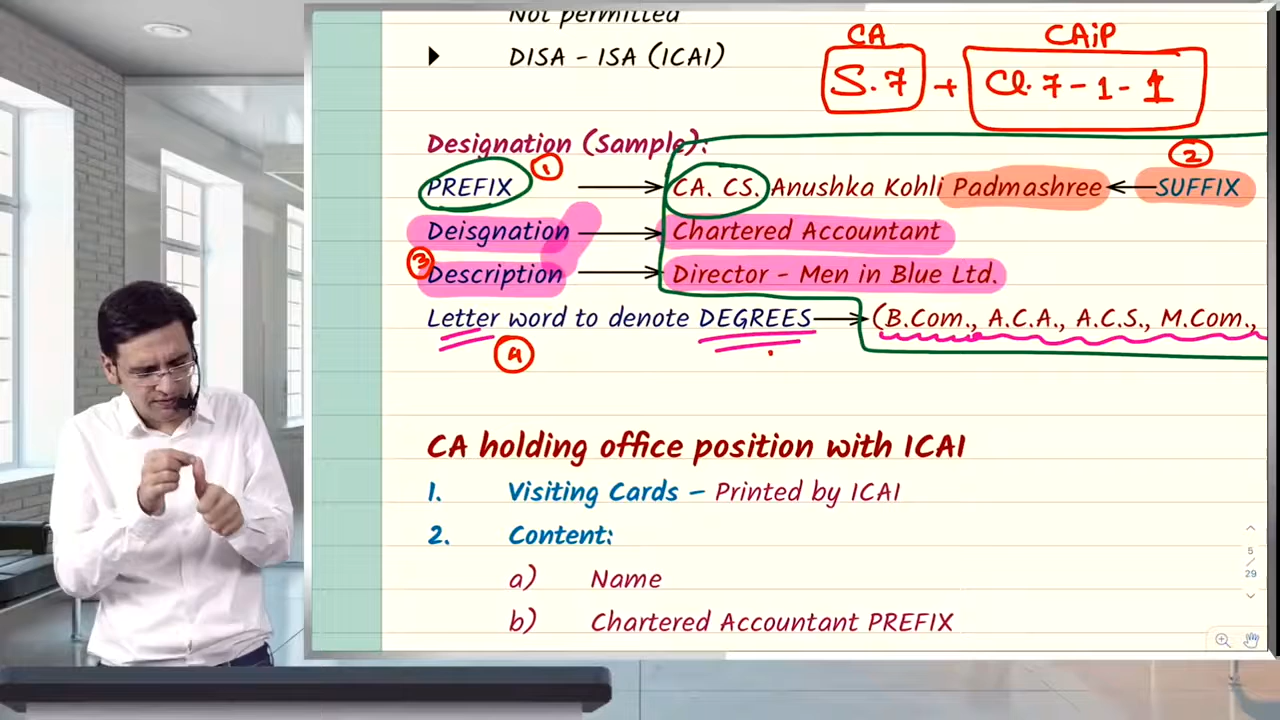 Not permitted
DISA - ISA (ICAI)
CA CAiP
S.7 + Cl.7-1-1
Designation (Sample):
PREFIX 1 CA. CS. Anushka Kohli Padmashree 2 SUFFIX
Deisgnation Chartered Accountant
3 Description Director - Men in Blue Ltd.
Letter word to denote DEGREES (B.Com., A.C.A., A.C.S., M.Com.,
4
CA holding office position with ICAI
1. Visiting Cards – Printed by ICAI
2. Content:
a) Name
b) Chartered Accountant PREFIX
5
/
29